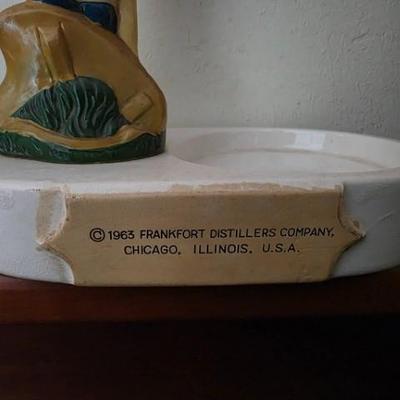 © 1963 FRANKFORT DISTILLERS COMPANY,
CHICAGO, ILLINOIS, U.S.A.